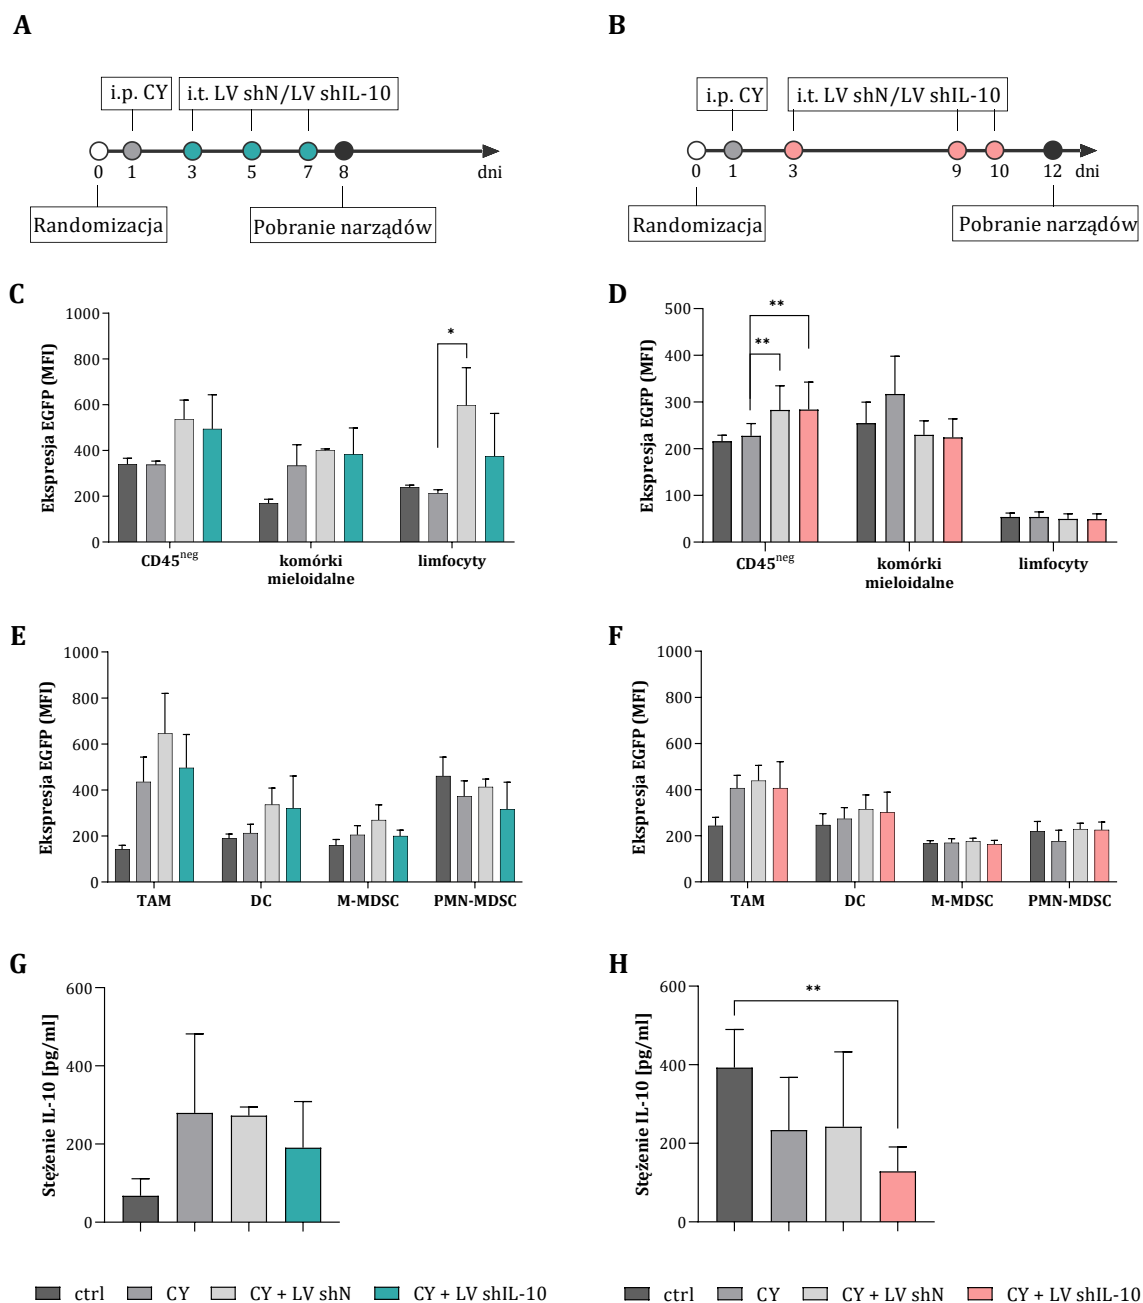 A
i.p. CY
i.t. LV shN/LV shIL-10
0 1 3 5 7 8 dni
Randomizacja
Pobranie narządów
B
i.p. CY
i.t. LV shN/LV shIL-10
0 1 3 9 10 12 dni
Randomizacja
Pobranie narządów
C
Ekspresja EGFP (MFI)
1000
800
600
400
200
0
*
CD45neg
komórki
mieloidalne
limfocyty
D
Ekspresja EGFP (MFI)
500
400
300
200
100
0
**
**
CD45neg
komórki
mieloidalne
limfocyty
E
Ekspresja EGFP (MFI)
1000
800
600
400
200
0
TAM DC M-MDSC PMN-MDSC
F
Ekspresja EGFP (MFI)
1000
800
600
400
200
0
TAM DC M-MDSC PMN-MDSC
G
Stężenie IL-10 [pg/ml]
600
400
200
0
H
Stężenie IL-10 [pg/ml]
600
400
200
0
**
ctrl CY CY + LV shN CY + LV shIL-10
ctrl CY CY + LV shN CY + LV shIL-10